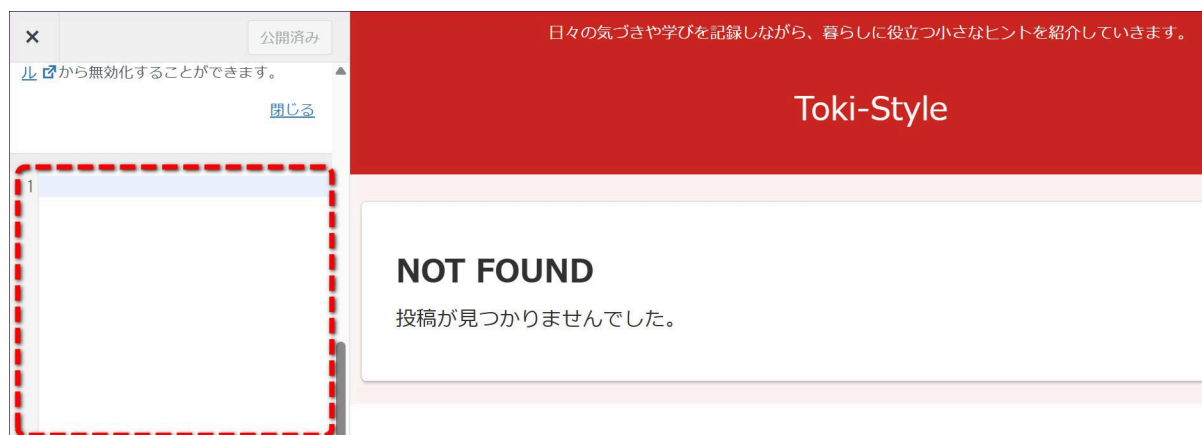 × 公開済み
ル から無効化することができます。
閉じる
1
日々の気づきや学びを記録しながら、暮らしに役立つ小さなヒントを紹介していきます。
Toki-Style
NOT FOUND
投稿が見つかりませんでした。